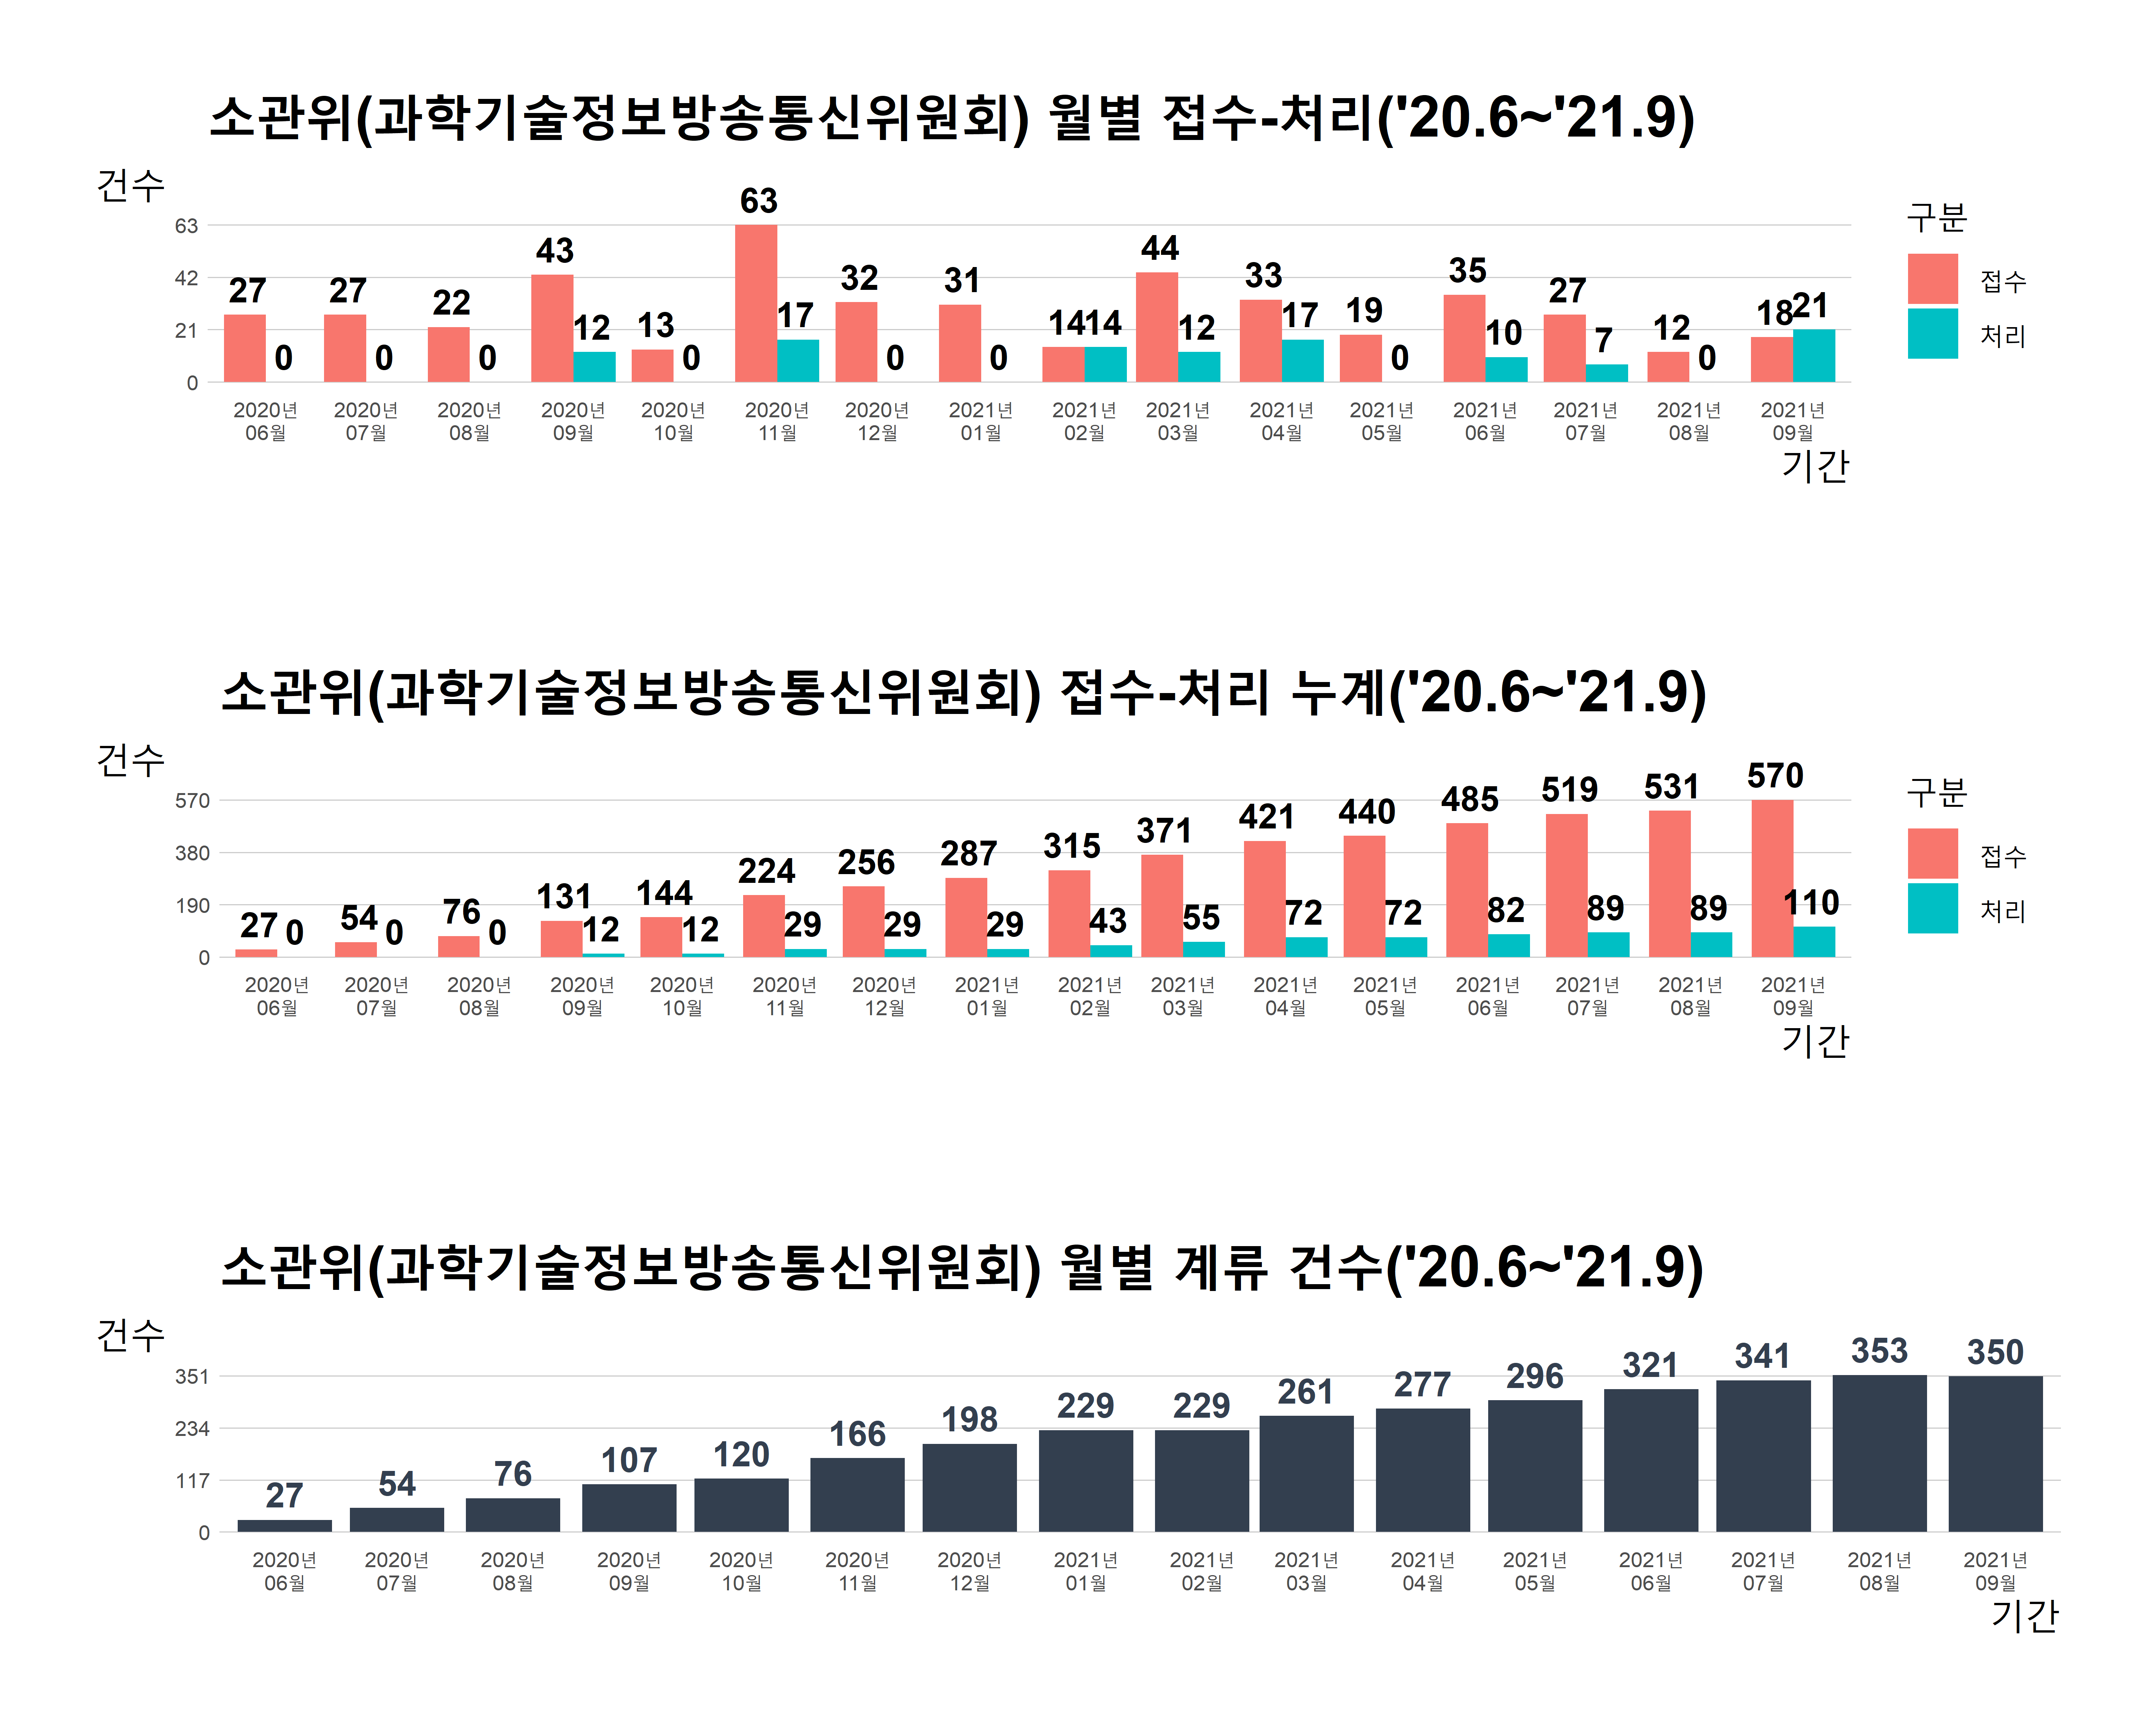 소관위(과학기술정보방송통신위원회) 월별 접수-처리('20.6~'21.9)
건수
63
42
21
0
27 0 27 0 22 0 43 12 13 0 63 17 32 0 31 0 14 14 44 12 33 17 19 0 35 10 27 7 12 0 18 21
2020년 2020년 2020년 2020년 2020년 2020년 2020년 2021년 2021년 2021년 2021년 2021년 2021년 2021년 2021년 2021년
06월 07월 08월 09월 10월 11월 12월 01월 02월 03월 04월 05월 06월 07월 08월 09월
기간
구분
접수
처리
소관위(과학기술정보방송통신위원회) 접수-처리 누계('20.6~'21.9)
건수
570
380
190
0
27 0 54 0 76 0 131 12 144 12 224 29 256 29 287 29 315 43 371 55 421 72 440 72 485 82 519 89 531 89 570 110
2020년 2020년 2020년 2020년 2020년 2020년 2020년 2021년 2021년 2021년 2021년 2021년 2021년 2021년 2021년 2021년
06월 07월 08월 09월 10월 11월 12월 01월 02월 03월 04월 05월 06월 07월 08월 09월
기간
구분
접수
처리
소관위(과학기술정보방송통신위원회) 월별 계류 건수('20.6~'21.9)
건수
351
234
117
0
27 54 76 107 120 166 198 229 229 261 277 296 321 341 353 350
2020년 2020년 2020년 2020년 2020년 2020년 2020년 2021년 2021년 2021년 2021년 2021년 2021년 2021년 2021년 2021년
06월 07월 08월 09월 10월 11월 12월 01월 02월 03월 04월 05월 06월 07월 08월 09월
기간